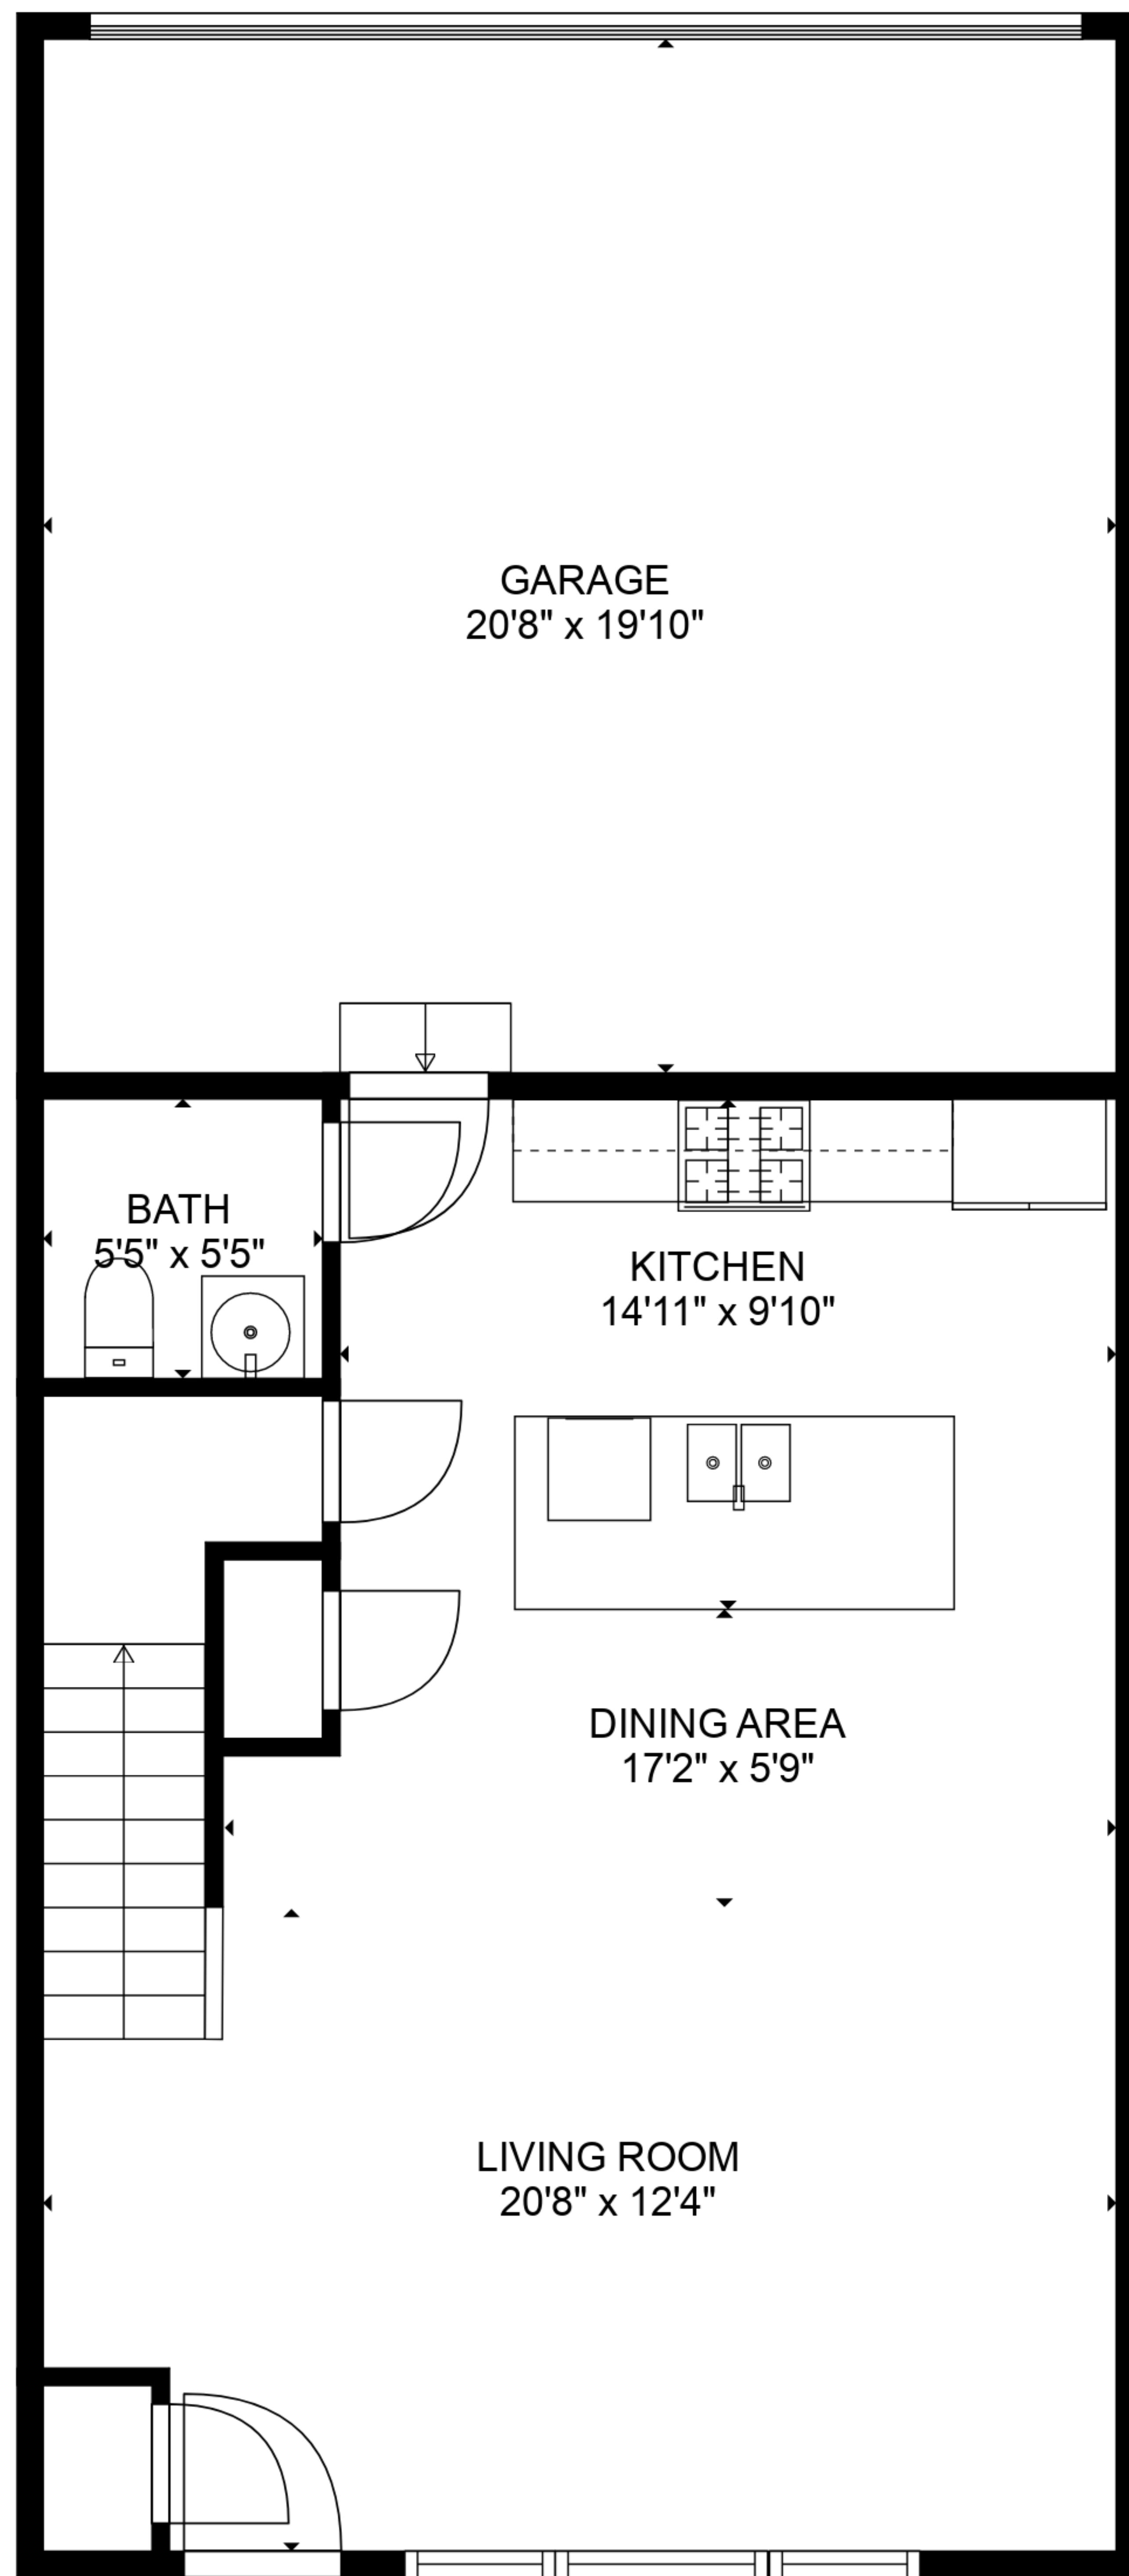 GARAGE
20'8" x 19'10"
BATH
5'5" x 5'5"
KITCHEN
14'11" x 9'10"
DINING AREA
17'2" x 5'9"
LIVING ROOM
20'8" x 12'4"